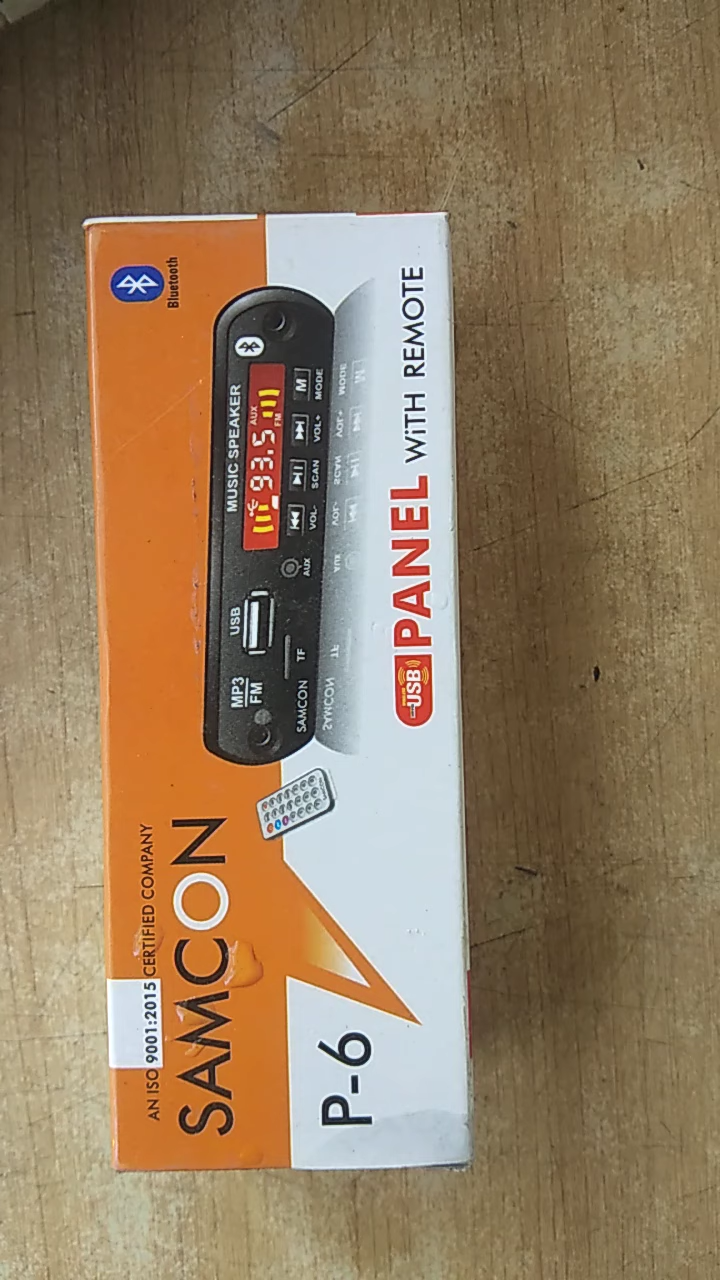 AN ISO 9001:2015 CERTIFIED COMPANY
SAMCON
P-6
Bluetooth
MUSIC SPEAKER
MP3
FM
USB
93.5
AUX
FM
SAMCON
TF
AUX
VOL-
SCAN
VOL+
M
MODE
USB PANEL WiTH REMOTE